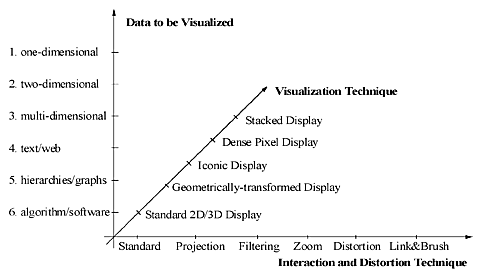 Data to be Visualized
1. one-dimensional
2. two-dimensional
Visualization Technique
3. multi-dimensional
Stacked Display
Dense Pixel Display
4. text/web
Iconic Display
5. hierarchies/graphs
Geometrically-transformed Display
6. algorithm/software
Standard 2D/3D Display
Standard Projection Filtering Zoom Distortion Link&Brush
Interaction and Distortion Technique